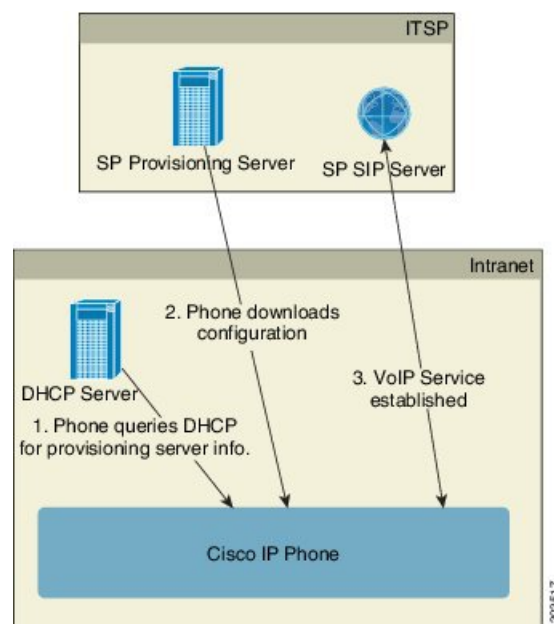 ITSP
SP Provisioning Server
SP SIP Server
Intranet
2. Phone downloads
configuration
DHCP Server
1. Phone queries DHCP
for provisioning server info.
3. VoIP Service
established
Cisco IP Phone